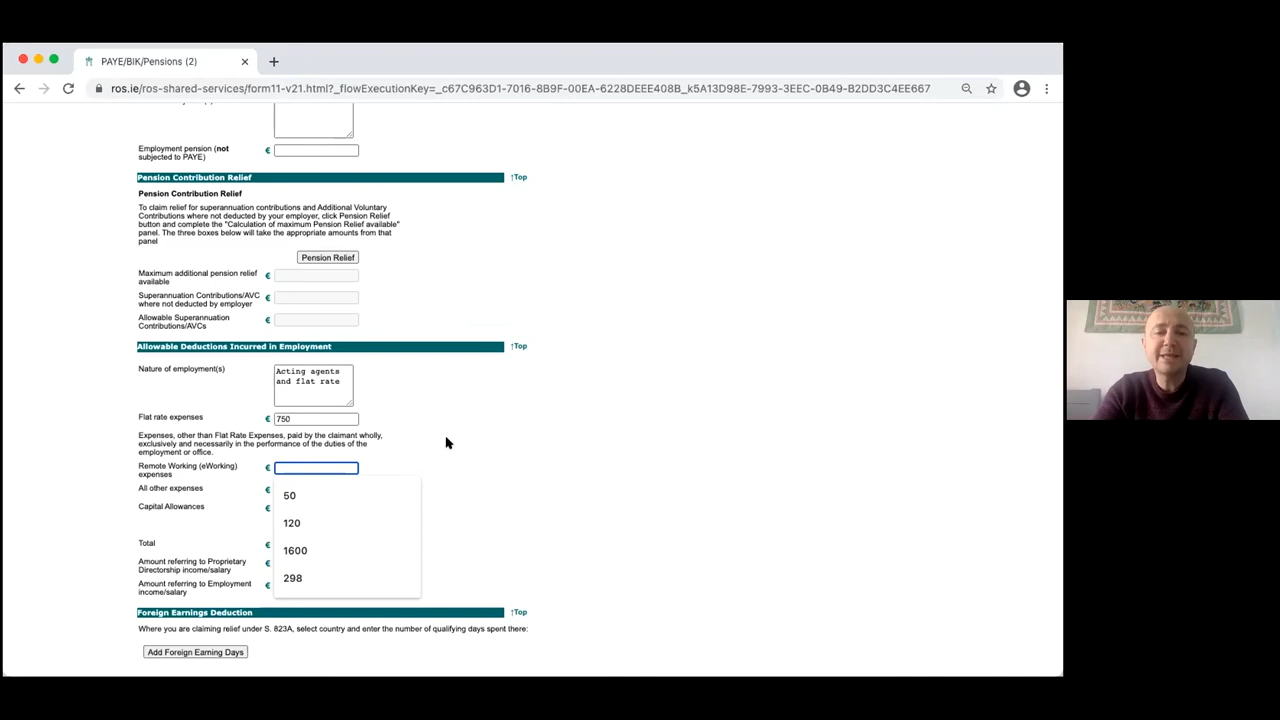 PAYE/BIK/Pensions (2)
ros.ie/ros-shared-services/form11-v21.html?_flowExecutionKey=_c67C963D1-7016-8B9F-00EA-6228DEEE408B_k5A13D98E-7993-3EEC-0B49-B2DD3C4EE667
Employment pension (not
subjected to PAYE)
€
Pension Contribution Relief
↑Top
Pension Contribution Relief
To claim relief for superannuation contributions and Additional Voluntary
Contributions where not deducted by your employer, click Pension Relief
button and complete the "Calculation of maximum Pension Relief available"
panel. The three boxes below will take the appropriate amounts from that
panel
Pension Relief
Maximum additional pension relief
available
€
Superannuation Contributions/AVC
where not deducted by employer
€
Allowable Superannuation
Contributions/AVCs
€
Allowable Deductions Incurred in Employment
↑Top
Nature of employment(s)
Acting agents
and flat rate
Flat rate expenses
€ 750
Expenses, other than Flat Rate Expenses, paid by the claimant wholly,
exclusively and necessarily in the performance of the duties of the
employment or office.
Remote Working (eWorking)
expenses
€
50
120
1600
298
All other expenses
€
Capital Allowances
€
Total
€
Amount referring to Proprietary
Directorship income/salary
€
Amount referring to Employment
income/salary
€
Foreign Earnings Deduction
↑Top
Where you are claiming relief under S. 823A, select country and enter the number of qualifying days spent there:
Add Foreign Earning Days